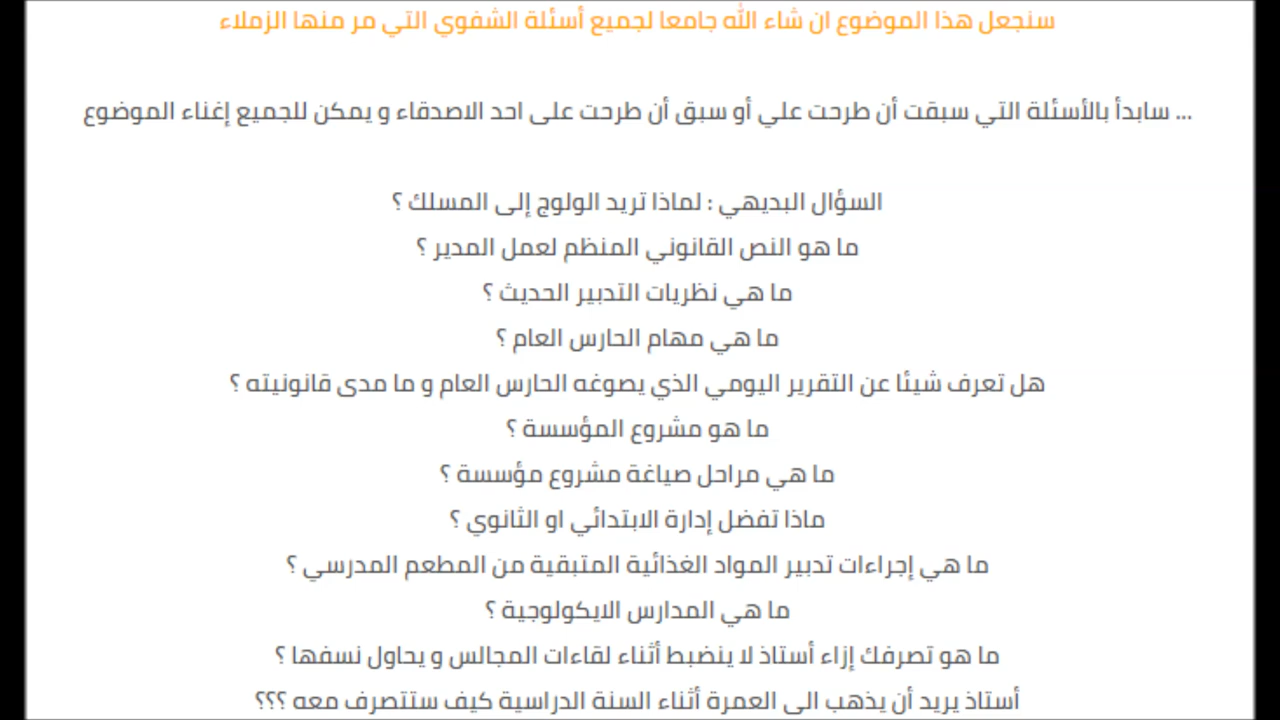 سنجعل هذا الموضوع ان شاء الله جامعا لجميع أسئلة الشفوي التي مر منها الزملاء
... سابدأ بالأسئلة التي سبقت أن طرحت علي أو سبق أن طرحت على احد الاصدقاء و يمكن للجميع إغناء الموضوع
السؤال البديهي : لماذا تريد الولوج إلى المسلك ؟
ما هو النص القانوني المنظم لعمل المدير ؟
ما هي نظريات التدبير الحديث ؟
ما هي مهام الحارس العام ؟
هل تعرف شيئا عن التقرير اليومي الذي يصوغه الحارس العام و ما مدى قانونيته ؟
ما هو مشروع المؤسسة ؟
ما هي مراحل صياغة مشروع مؤسسة ؟
ماذا تفضل إدارة الابتدائي او الثانوي ؟
ما هي إجراءات تدبير المواد الغذائية المتبقية من المطعم المدرسي ؟
ما هي المدارس الايكولوجية ؟
ما هو تصرفك إزاء أستاذ لا ينضبط أثناء لقاءات المجالس و يحاول نسفها ؟
أستاذ يريد أن يذهب الى العمرة أثناء السنة الدراسية كيف ستتصرف معه ؟؟؟